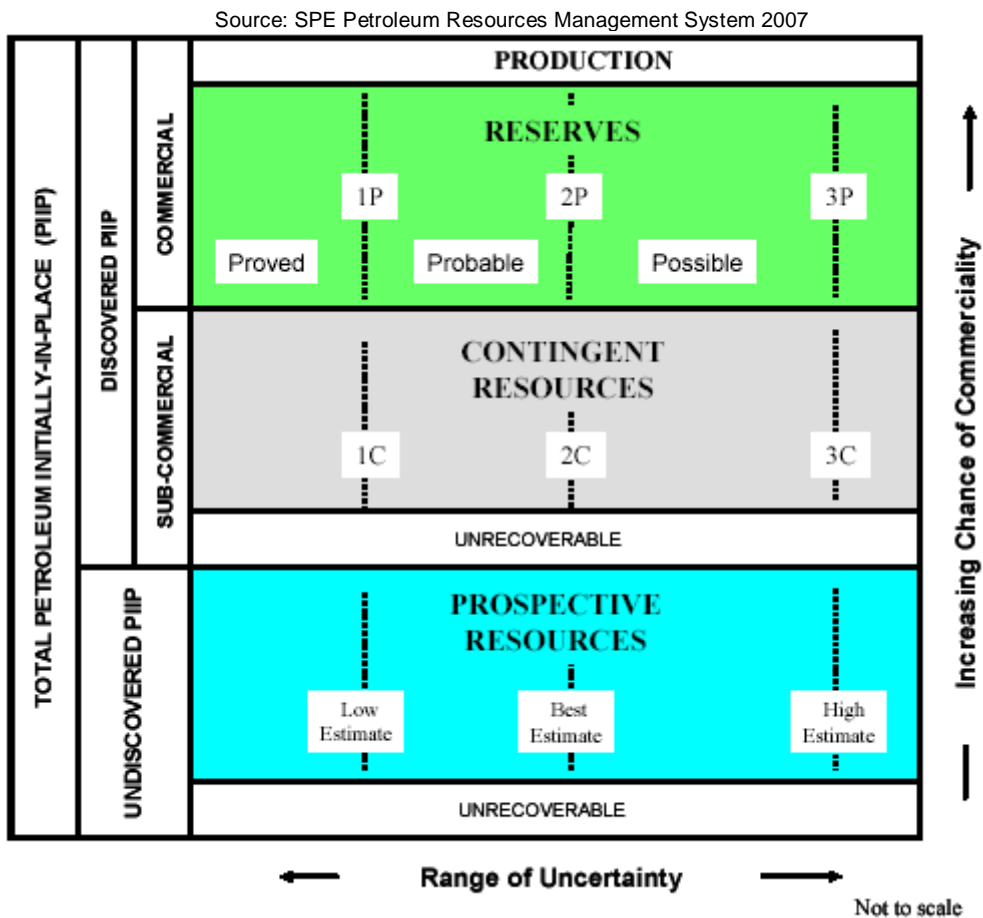 Source: SPE Petroleum Resources Management System 2007
TOTAL PETROLEUM INITIALLY-IN-PLACE (PIIP)
DISCOVERED PIIP
COMMERCIAL
PRODUCTION
RESERVES
1P
2P
3P
Proved
Probable
Possible
SUB-COMMERCIAL
CONTINGENT
RESOURCES
1C
2C
3C
UNRECOVERABLE
UNDISCOVERED PIIP
PROSPECTIVE
RESOURCES
Low
Estimate
Best
Estimate
High
Estimate
UNRECOVERABLE
Increasing Chance of Commerciality
Range of Uncertainty
Not to scale